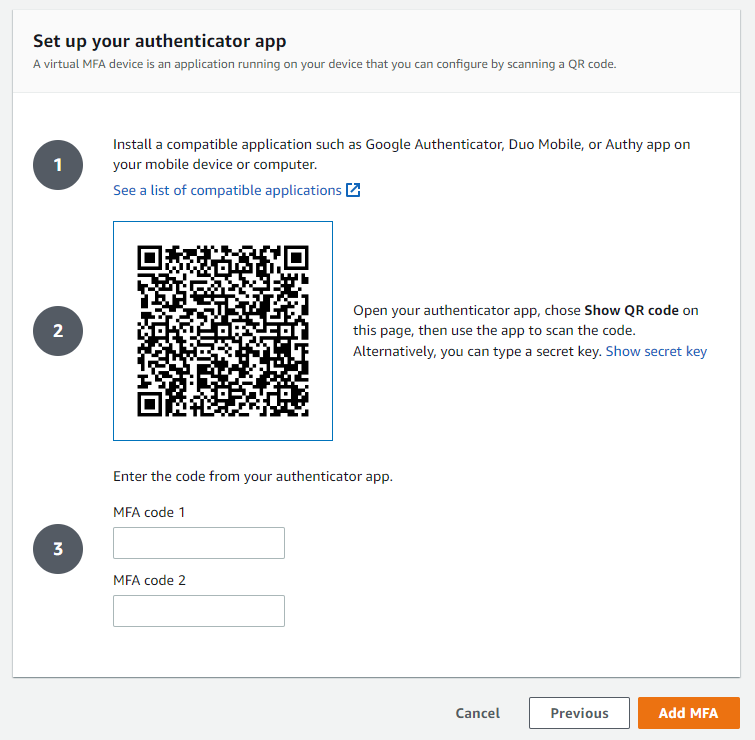 Set up your authenticator app
A virtual MFA device is an application running on your device that you can configure by scanning a QR code.
1
Install a compatible application such as Google Authenticator, Duo Mobile, or Authy app on
your mobile device or computer.
See a list of compatible applications
2
Open your authenticator app, chose Show QR code on
this page, then use the app to scan the code.
Alternatively, you can type a secret key. Show secret key
3
Enter the code from your authenticator app.
MFA code 1
MFA code 2
Cancel
Previous
Add MFA